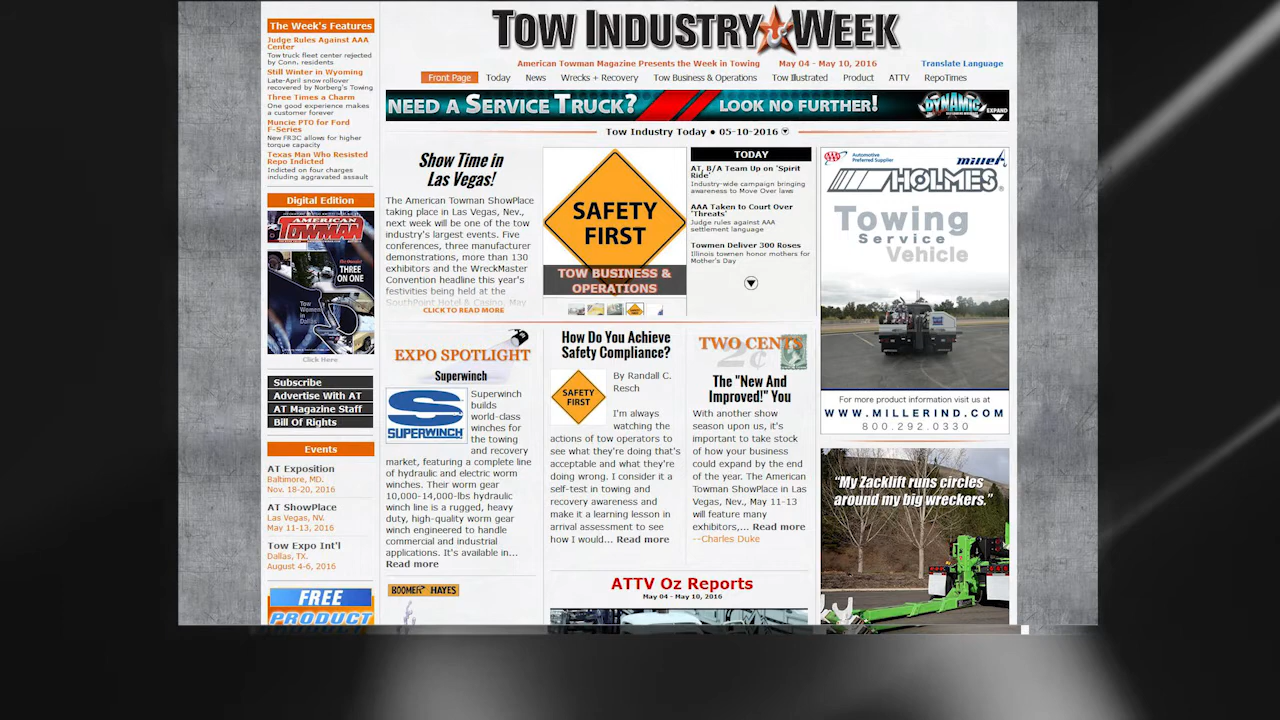 The Week's Features
Judge Rules Against AAA
Center
Tow truck fleet center rejected
by Conn. residents
Still Winter in Wyoming
Late-April snow rollover
recovered by Norberg's Towing
Three Times a Charm
One good experience makes
a customer forever
Muncie PTO for Ford
F-Series
New FR3C allows for higher
torque capacity
Texas Man Who Resisted
Repo Indicted
Indicted on four charges
including aggravated assault
Digital Edition
AMERICAN
TOWMAN
THREE
ON ONE
Tow
Women
in
Dallas
Click Here
Subscribe
Advertise With AT
AT Magazine Staff
Bill Of Rights
Events
AT Exposition
Baltimore, MD.
Nov. 18-20, 2016
AT ShowPlace
Las Vegas, NV.
May 11-13, 2016
Tow Expo Int'l
Dallas, TX.
August 4-6, 2016
FREE
PRODUCT
TOW INDUSTRY WEEK
American Towman Magazine Presents the Week in Towing May 04 - May 10, 2016 Translate Language
Front Page Today News Wrecks + Recovery Tow Business & Operations Tow Illustrated Product ATTV RepoTimes
NEED A SERVICE TRUCK? LOOK NO FURTHER! DYNAMIC EXPAND
Tow Industry Today ● 05-10-2016
Show Time in
Las Vegas!
The American Towman ShowPlace
taking place in Las Vegas, Nev.,
next week will be one of the tow
industry's largest events. Five
conferences, three manufacturer
demonstrations, more than 130
exhibitors and the WreckMaster
Convention headline this year's
festivities being held at the
SouthPoint Hotel & Casino, May
CLICK TO READ MORE
SAFETY
FIRST
TOW BUSINESS &
OPERATIONS
TODAY
AT, B/A Team Up on 'Spirit
Ride'
Industry-wide campaign bringing
awareness to Move Over laws
AAA Taken to Court Over
'Threats'
Judge rules against AAA
settlement language
Towmen Deliver 300 Roses
Illinois townen honor mothers for
Mother's Day
EXPO SPOTLIGHT
Superwinch
SUPERWINCH
Superwinch
builds
world-class
winches for
the towing
and recovery
market, featuring a complete line
of hydraulic and electric worm
winches. Their worm gear
10,000-14,000-lbs hydraulic
winch line is a rugged, heavy
duty, high-quality worm gear
winch engineered to handle
commercial and industrial
applications. It's available in...
Read more
BOOMER HAYES
How Do You Achieve
Safety Compliance?
SAFETY
FIRST
By Randall C.
Resch
I'm always
watching the
actions of tow operators to
see what they're doing that's
acceptable and what they're
doing wrong. I consider it a
self-test in towing and
recovery awareness and
make it a learning lesson in
arrival assessment to see
how I would... Read more
TWO CENTS
2¢
The "New And
Improved!" You
With another show
season upon us, it's
important to take stock
of how your business
could expand by the end
of the year. The American
Towman ShowPlace in Las
Vegas, Nev., May 11-13
will feature many
exhibitors,... Read more
--Charles Duke
ATTV Oz Reports
May 04 - May 10, 2016
AAA Automotive
Preferred Supplier
HOLMES
Towing
Service
Vehicle
For more product information visit us at
WWW.MILLERIND.COM
800.292.0330
"My Zacklift runs circles
around my big wreckers."